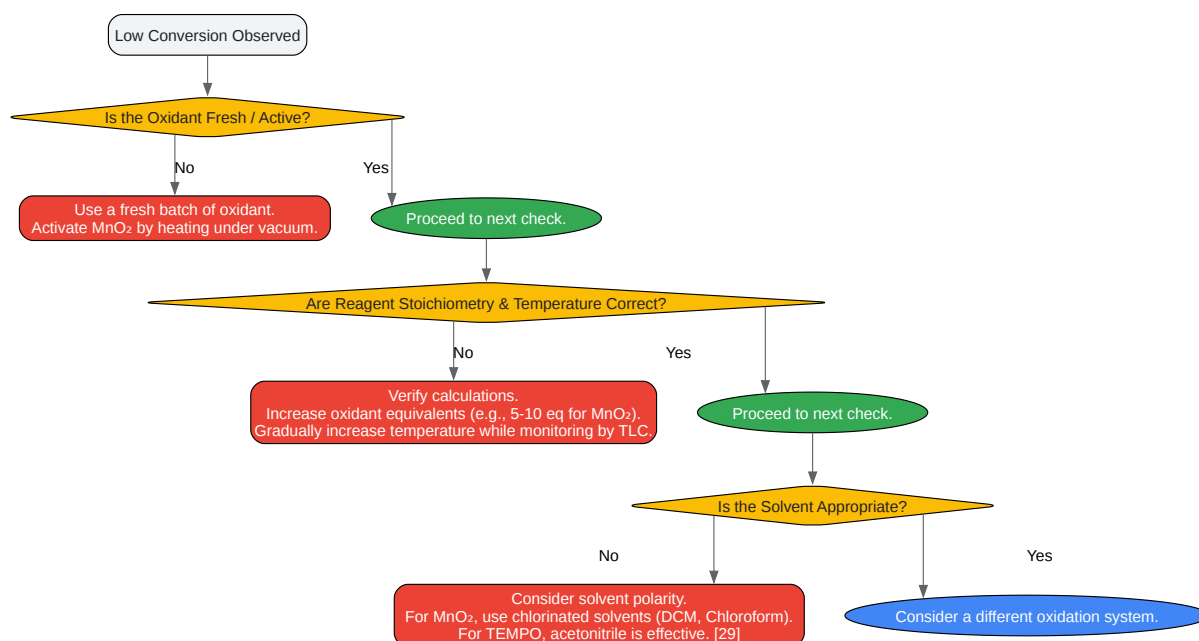 Low Conversion Observed
Is the Oxidant Fresh / Active?
No
Yes
Use a fresh batch of oxidant.
Activate MnO₂ by heating under vacuum.
Proceed to next check.
Are Reagent Stoichiometry & Temperature Correct?
No
Yes
Verify calculations.
Increase oxidant equivalents (e.g., 5-10 eq for MnO₂).
Gradually increase temperature while monitoring by TLC.
Proceed to next check.
Is the Solvent Appropriate?
No
Yes
Consider solvent polarity.
For MnO₂, use chlorinated solvents (DCM, Chloroform).
For TEMPO, acetonitrile is effective. [29]
Consider a different oxidation system.